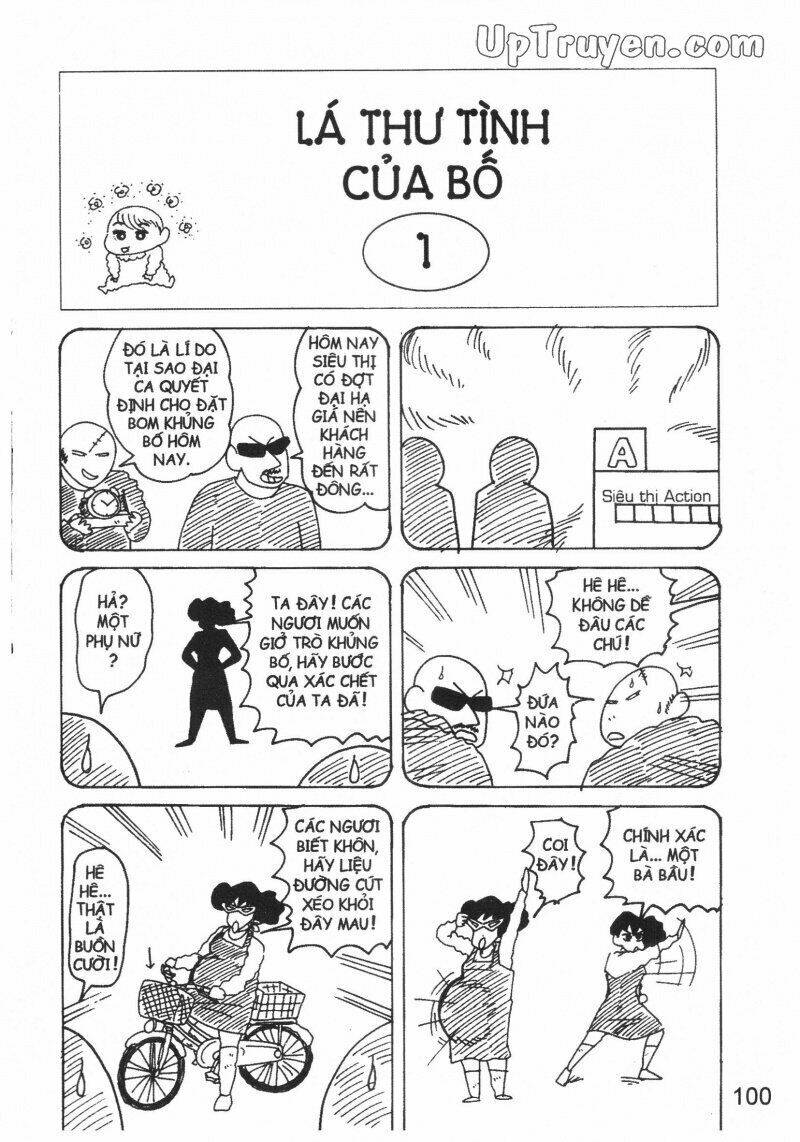 UpTruyen.com
LÁ THƯ TÌNH
CỦA BỐ
1
A
Siêu thị Action
HÔM NAY
SIÊU THỊ
CÓ ĐỢT
ĐẠI HẠ
GIÁ NÊN
KHÁCH
HÀNG
ĐẾN RẤT
ĐÔNG...
ĐÓ LÀ LÍ DO
TẠI SAO ĐẠI
CA QUYẾT
ĐỊNH CHO ĐẶT
BOM KHỦNG
BỐ HÔM
NAY.
HÊ HÊ...
KHÔNG DỄ
ĐÂU CÁC
CHÚ!
ĐỨA
NÀO
ĐÓ?
TA ĐÂY! CÁC
NGƯƠI MUỐN
GIỞ TRÒ KHỦNG
BỐ, HÃY BƯỚC
QUA XÁC CHẾT
CỦA TA ĐÃ!
HẢ?
MỘT
PHỤ NỮ
?
CHÍNH XÁC
LÀ... MỘT
BÀ BẦU!
COI
ĐÂY!
CÁC NGƯƠI
BIẾT KHÔN,
HÃY LIỆU
ĐƯỜNG CÚT
XÉO KHỎI
ĐÂY MAU!
HÊ
HÊ...
THẬT
LÀ
BUỒN
CƯỜI!
100